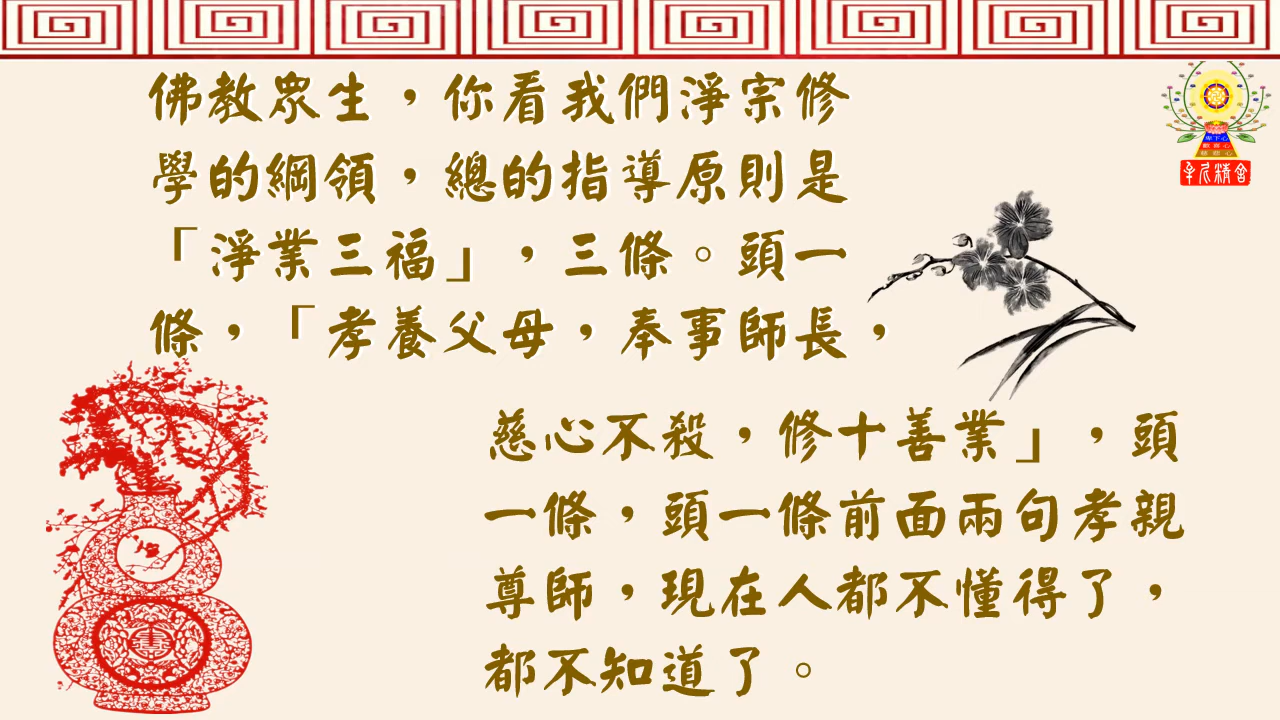 佛教眾生，你看我們淨宗修
學的綱領，總的指導原則是
「淨業三福」，三條。頭一
條，「孝養父母，奉事師長，
慈心不殺，修十善業」，頭
一條，頭一條前面兩句孝親
尊師，現在人都不懂得了，
都不知道了。